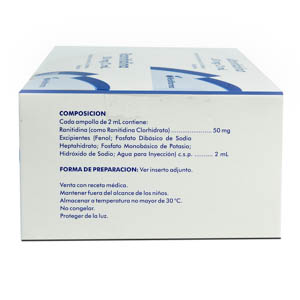 Ranitidina
COMPOSICION
Cada ampolla de 2 mL contiene:
Ranitidina (como Ranitidina Clorhidrato) 50 mg
Excipientes (Fenol; Fosfato Dibásico de Sodio
Heptahidrato; Fosfato Monobásico de Potasio;
Hidróxido de Sodio; Agua para Inyección) c.s.p. 2 mL
FORMA DE PREPARACION: Ver inserto adjunto.
Venta con receta médica.
Mantener fuera del alcance de los niños.
Almacenar a temperatura no mayor de 30 °C.
No congelar.
Proteger de la luz.